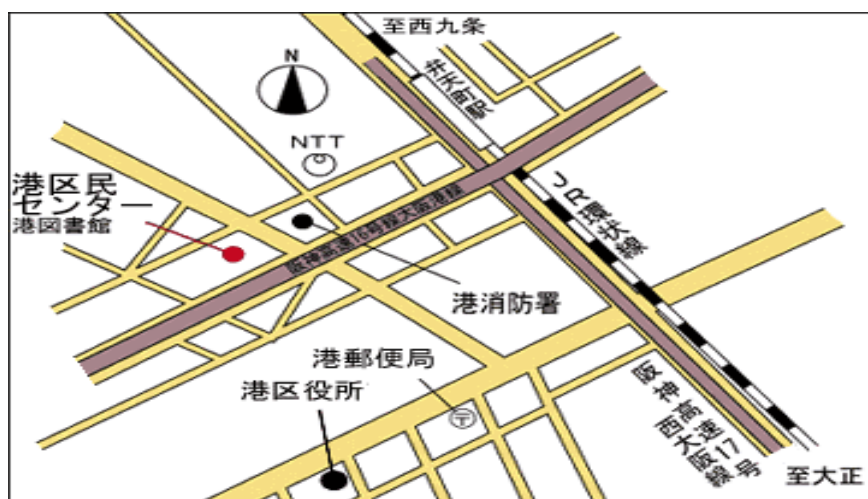 至西九条
弁天町駅
N
NTT
港区民
センター
港図書館
阪神高速16号線大阪港線
JR環状線
港消防署
港郵便局
〒
港区役所
阪神高速17号
西大阪線
至大正